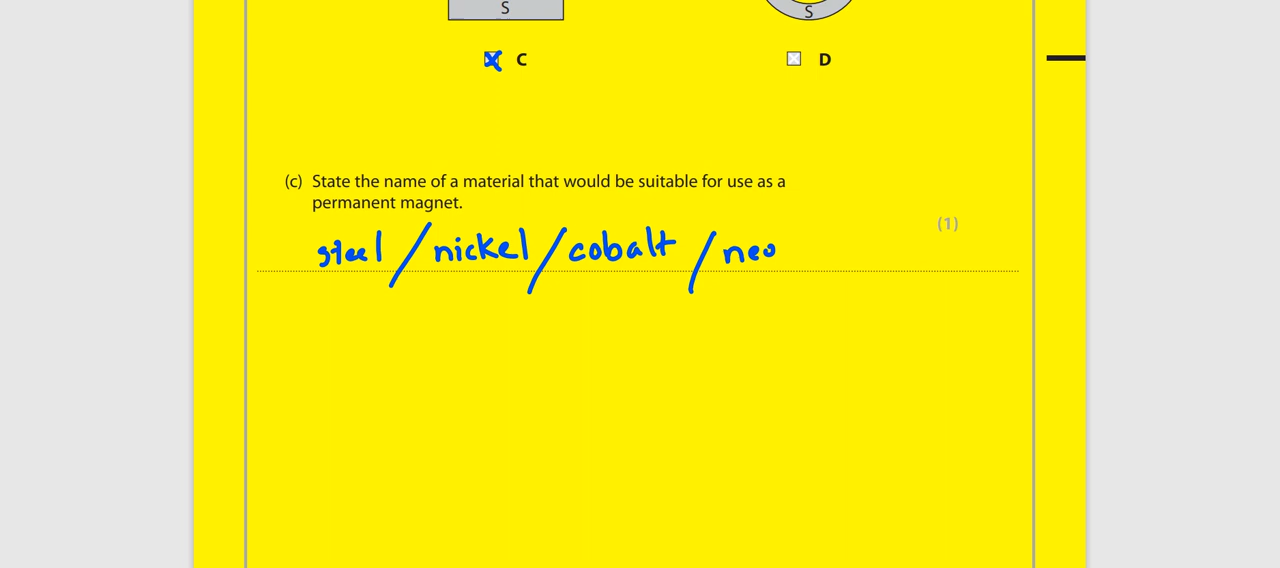 S
S
C
D
(c) State the name of a material that would be suitable for use as a
permanent magnet.
(1)
steel / nickel / cobalt / neo